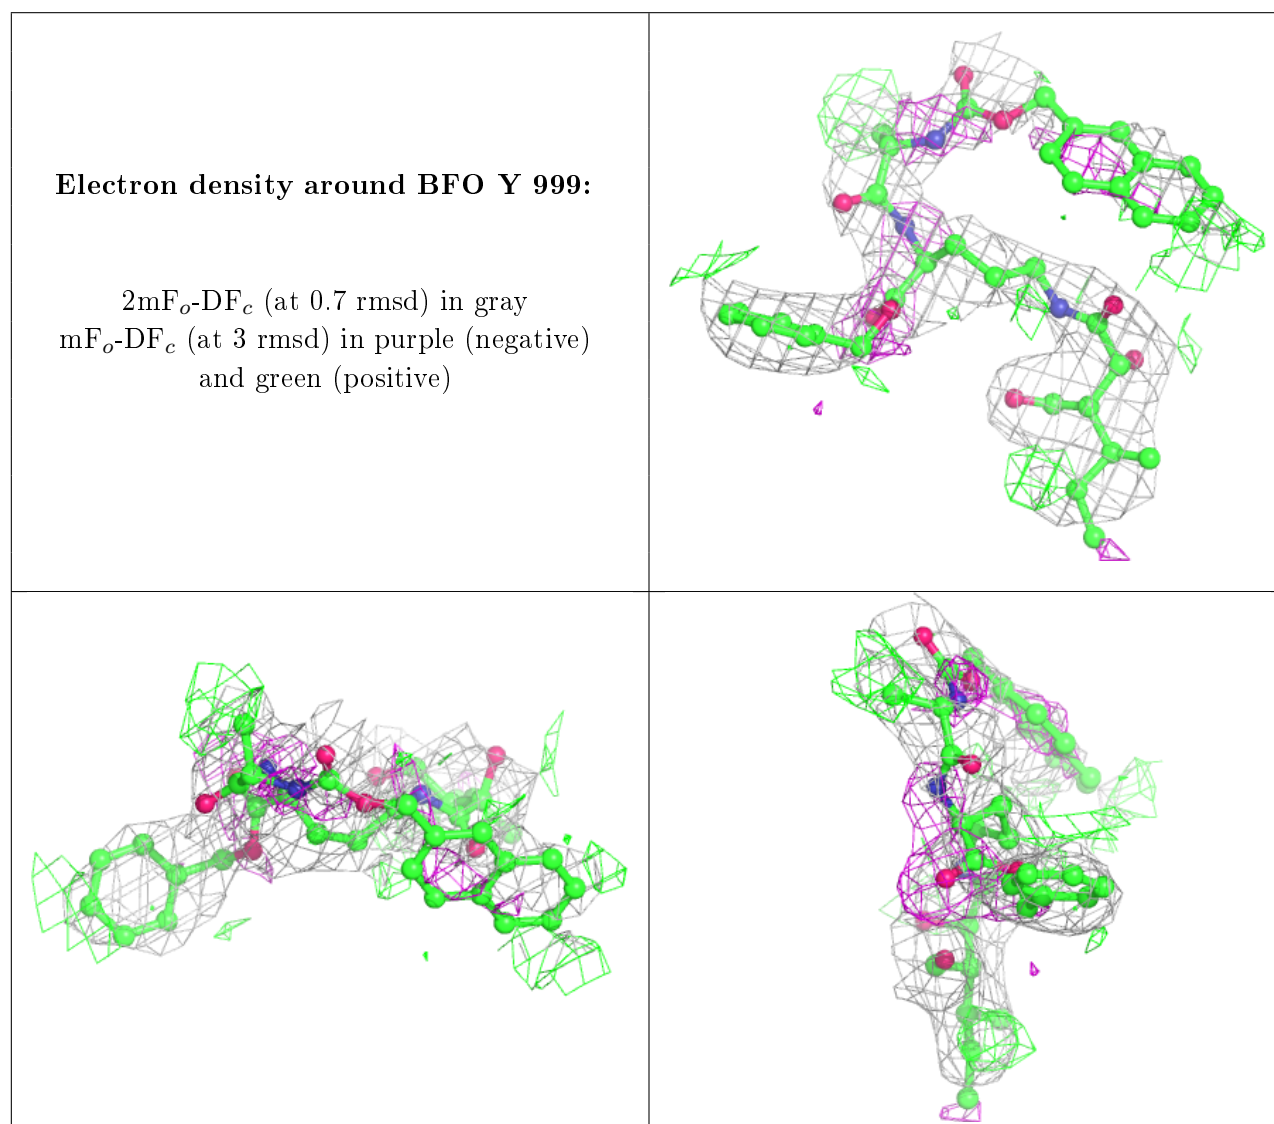 Electron density around BFO Y 999:
2mFₒ-DF𝒸 (at 0.7 rmsd) in gray
mFₒ-DF𝒸 (at 3 rmsd) in purple (negative)
and green (positive)